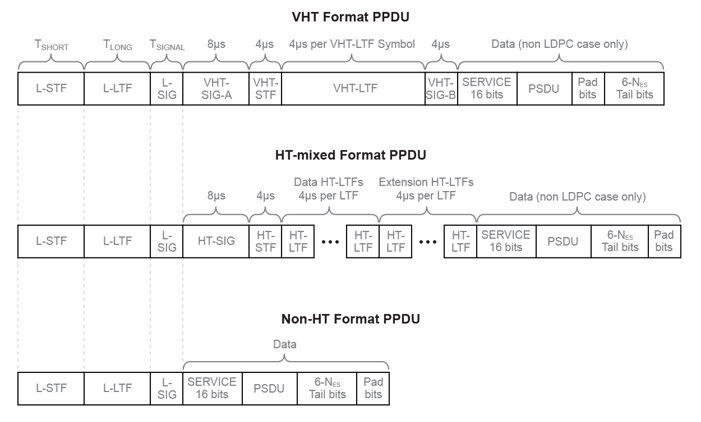 VHT Format PPDU
TSHORT TLONG TSIGNAL 8µs 4µs 4µs per VHT-LTF Symbol 4µs Data (non LDPC case only)
L-STF L-LTF L-SIG VHT-SIG-A VHT-STF VHT-LTF VHT-SIG-B SERVICE 16 bits PSDU Pad bits 6-NES Tail bits
HT-mixed Format PPDU
Data HT-LTFs Extension HT-LTFs
8µs 4µs 4µs per LTF 4µs per LTF Data (non LDPC case only)
L-STF L-LTF L-SIG HT-SIG HT-STF HT-LTF ••• HT-LTF HT-LTF ••• HT-LTF SERVICE 16 bits PSDU 6-NES Tail bits Pad bits
Non-HT Format PPDU
Data
L-STF L-LTF L-SIG SERVICE 16 bits PSDU 6-NES Tail bits Pad bits